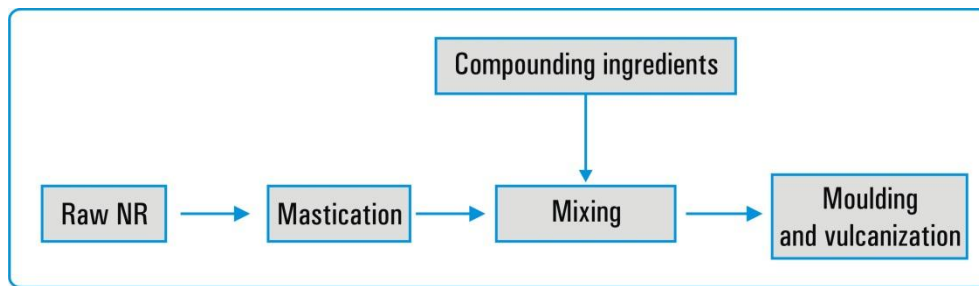 Compounding ingredients
Raw NR
Mastication
Mixing
Moulding
and vulcanization